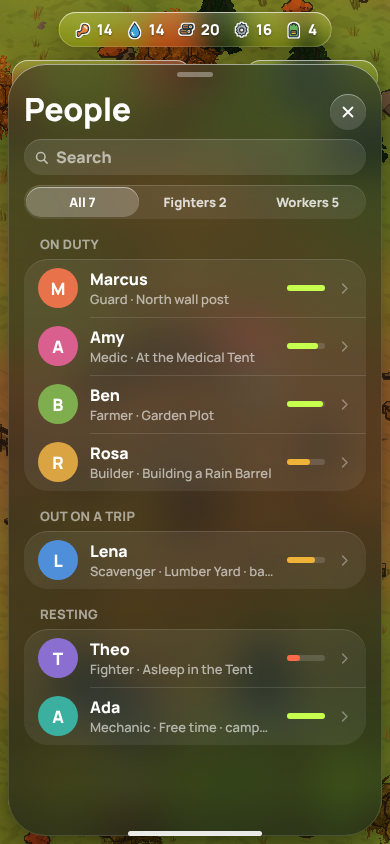 14 14 20 16 4
People
Search
All 7 Fighters 2 Workers 5
ON DUTY
M
Marcus
Guard · North wall post
A
Amy
Medic · At the Medical Tent
B
Ben
Farmer · Garden Plot
R
Rosa
Builder · Building a Rain Barrel
OUT ON A TRIP
L
Lena
Scavenger · Lumber Yard · ba…
RESTING
T
Theo
Fighter · Asleep in the Tent
A
Ada
Mechanic · Free time · camp…